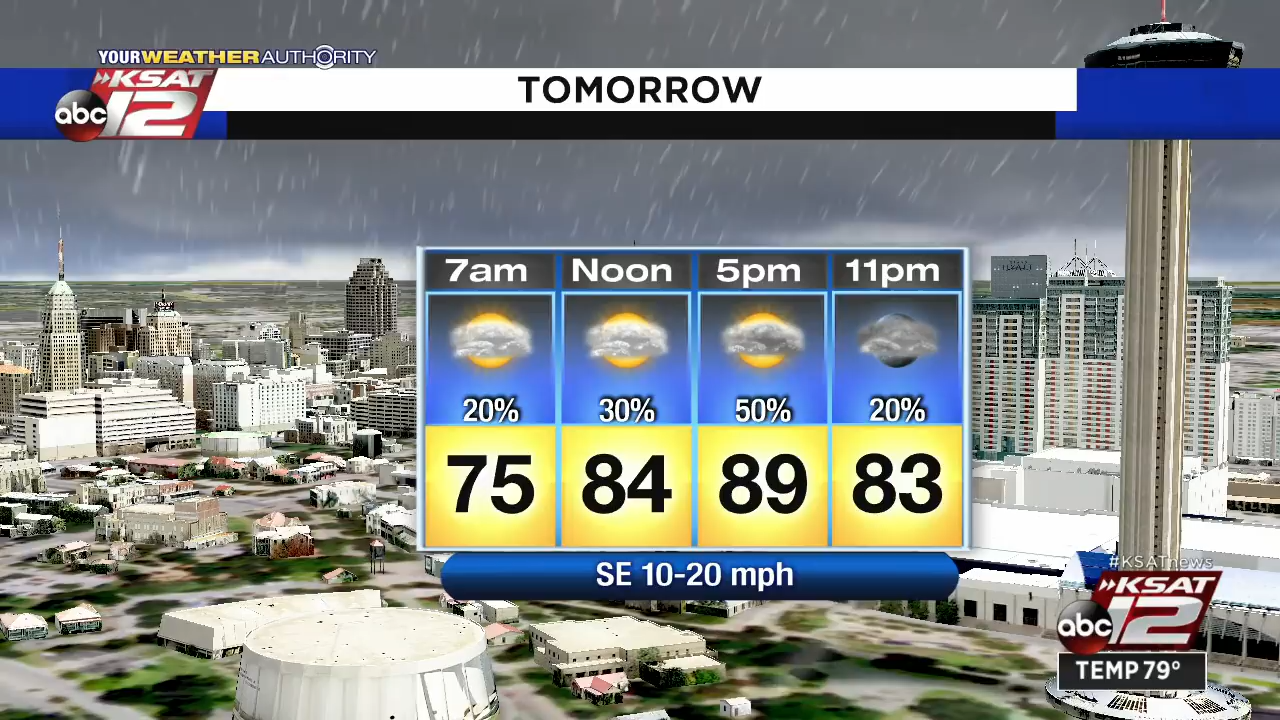 YOURWEATHERAUTHORITY
KSAT
abc 12
TOMORROW
7am Noon 5pm 11pm
20% 30% 50% 20%
75 84 89 83
SE 10-20 mph
#KSATnews
KSAT
abc 12
TEMP 79°